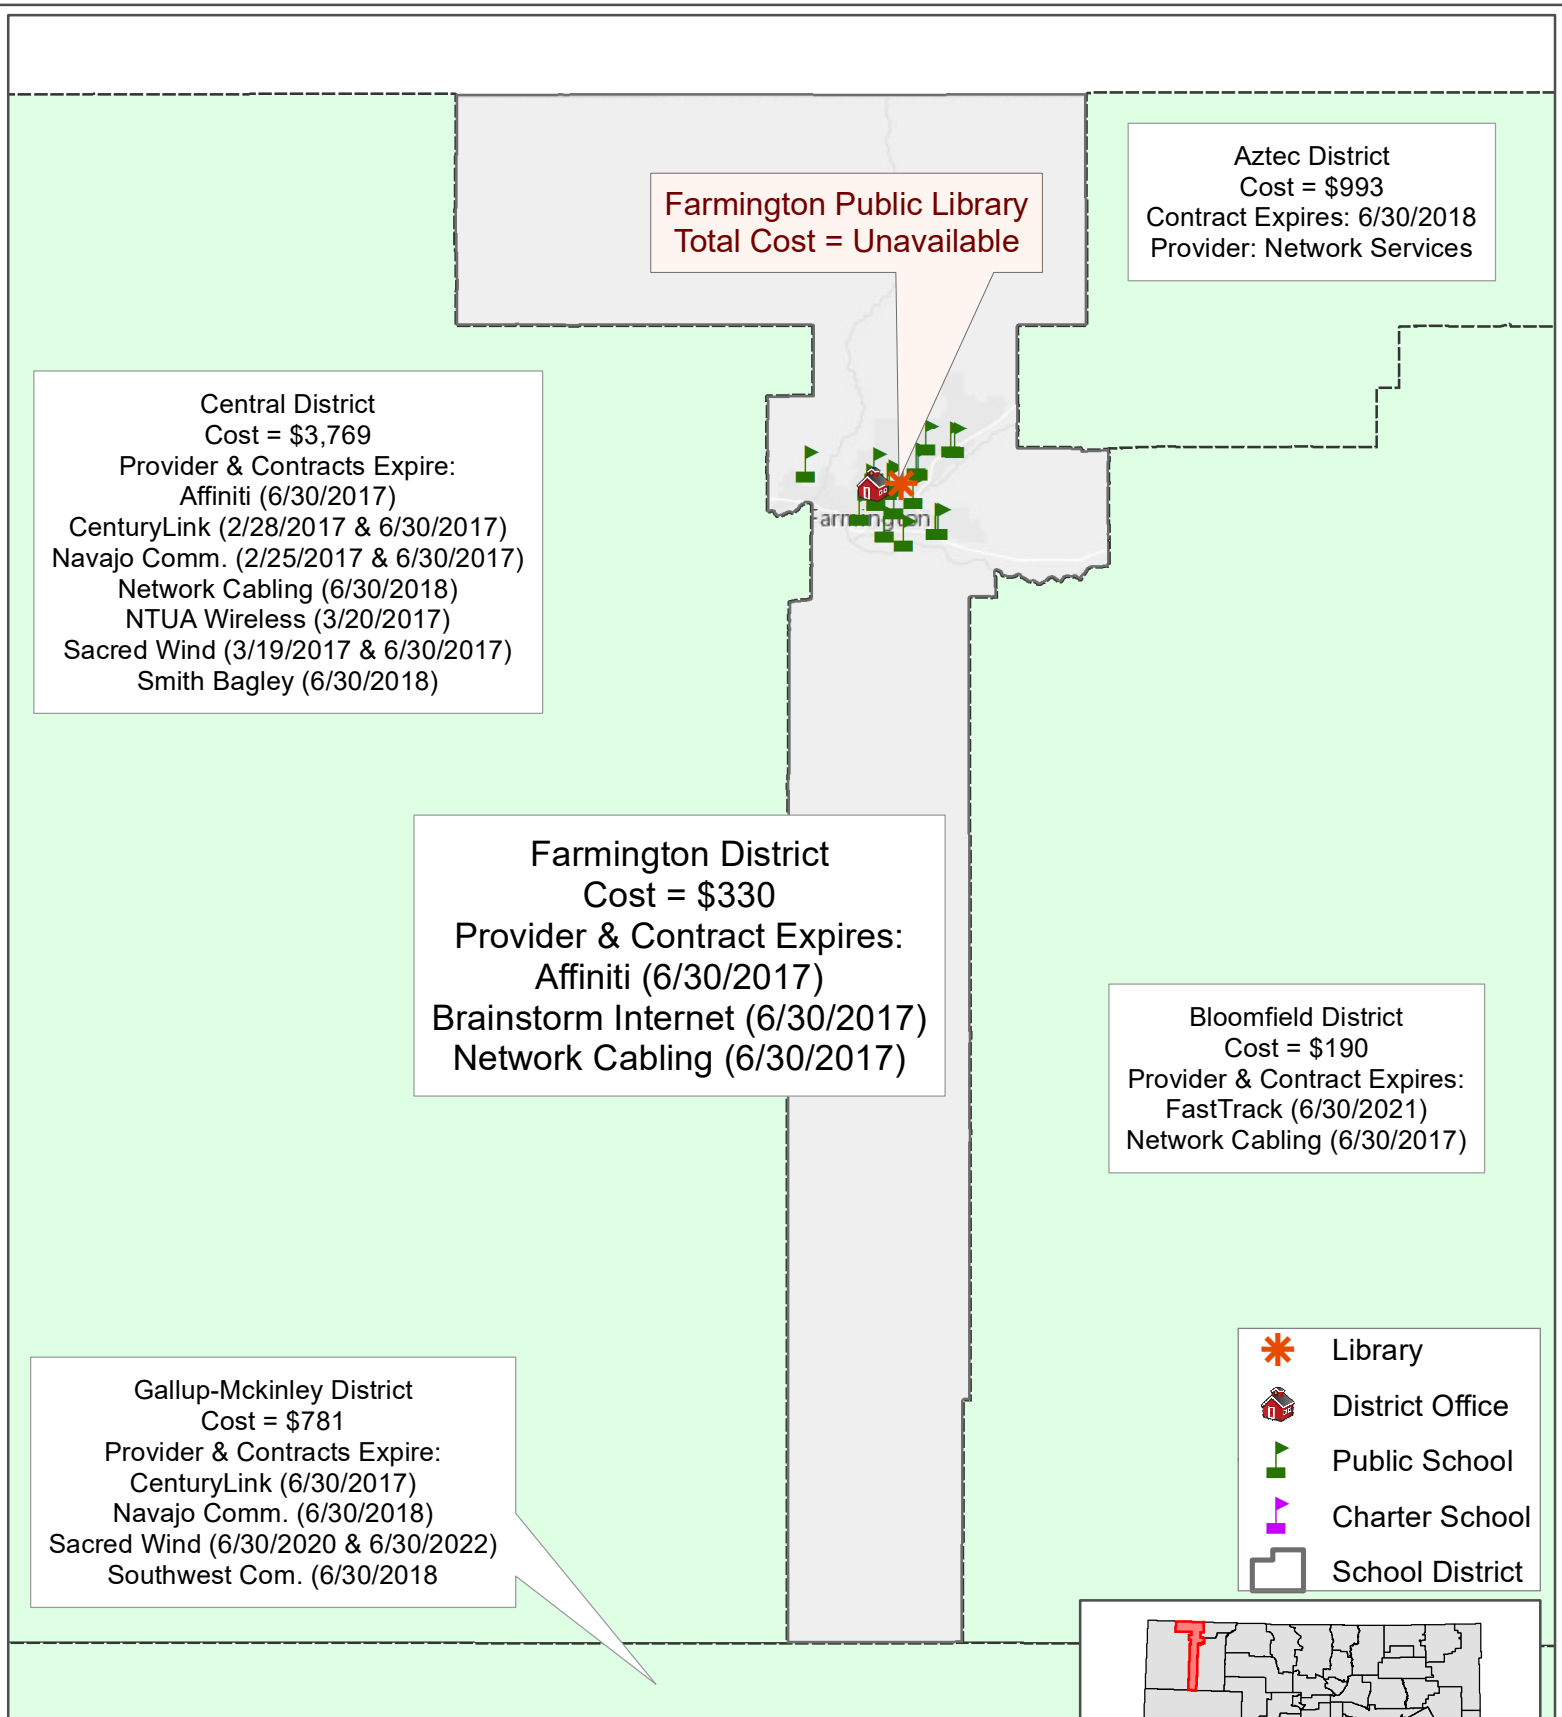 Farmington Public Library
Total Cost = Unavailable
Aztec District
Cost = $993
Contract Expires: 6/30/2018
Provider: Network Services
Central District
Cost = $3,769
Provider & Contracts Expire:
Affiniti (6/30/2017)
CenturyLink (2/28/2017 & 6/30/2017)
Navajo Comm. (2/25/2017 & 6/30/2017)
Network Cabling (6/30/2018)
NTUA Wireless (3/20/2017)
Sacred Wind (3/19/2017 & 6/30/2017)
Smith Bagley (6/30/2018)
Farmington
Farmington District
Cost = $330
Provider & Contract Expires:
Affiniti (6/30/2017)
Brainstorm Internet (6/30/2017)
Network Cabling (6/30/2017)
Bloomfield District
Cost = $190
Provider & Contract Expires:
FastTrack (6/30/2021)
Network Cabling (6/30/2017)
Gallup-Mckinley District
Cost = $781
Provider & Contracts Expire:
CenturyLink (6/30/2017)
Navajo Comm. (6/30/2018)
Sacred Wind (6/30/2020 & 6/30/2022)
Southwest Com. (6/30/2018
Library
District Office
Public School
Charter School
School District